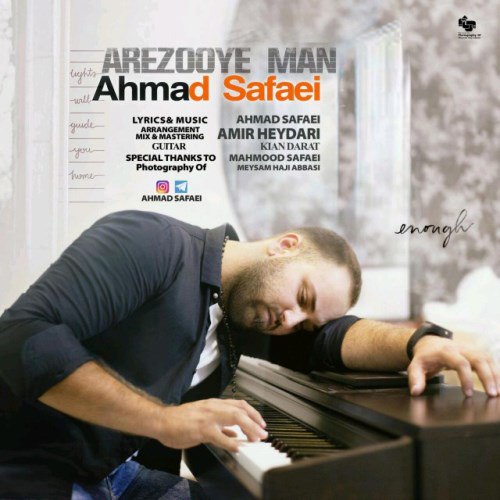 AREZOOYE MAN
Ahmad Safaei
LYRICS& MUSIC AHMAD SAFAEI
ARRANGEMENT
MIX & MASTERING AMIR HEYDARI
GUITAR KIAN DARAT
SPECIAL THANKS TO MAHMOOD SAFAEI
Photography Of MEYSAM HAJI ABBASI
AHMAD SAFAEI
lights
will
guide
you
home
enough